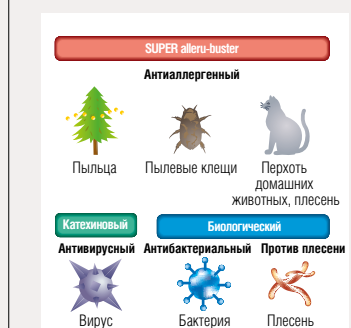 SUPER alleru-buster
Антиаллергенный
Пыльца Пылевые клещи Перхоть
домашних
животных, плесень
Катехиновый Биологический
Антивирусный Антибактериальный Против плесени
Вирус Бактерия Плесень